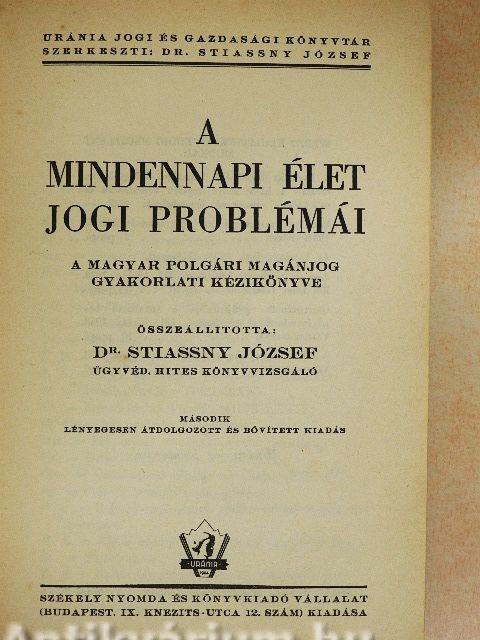 URÁNIA JOGI ÉS GAZDASÁGI KÖNYVTÁR
SZERKESZTI: DR. STIASSNY JÓZSEF
A
MINDENNAPI ÉLET
JOGI PROBLÉMÁI
A MAGYAR POLGÁRI MAGÁNJOG
GYAKORLATI KÉZIKÖNYVE
ÖSSZEÁLLITOTTA:
DR. STIASSNY JÓZSEF
ÜGYVÉD, HITES KÖNYVVIZSGÁLÓ
MÁSODIK
LÉNYEGESEN ÁTDOLGOZOTT ÉS BŐVÍTETT KIADÁS
URÁNIA
SZÉKELY NYOMDA ÉS KÖNYVKIADÓ VÁLLALAT
(BUDAPEST, IX. KNEZITS-UTCA 12. SZÁM) KIADÁSA
Antikvárium.hu